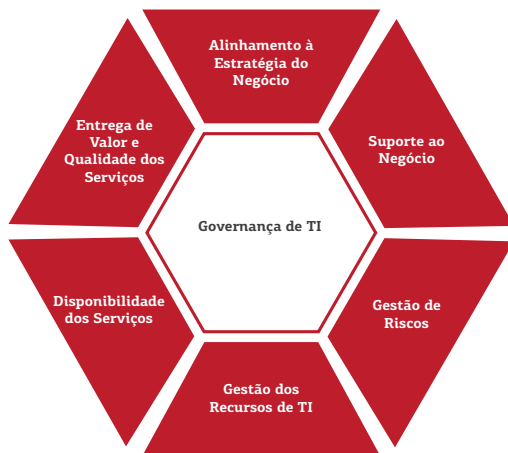 Alinhamento à
Estratégia do
Negócio
Suporte ao
Negócio
Gestão de
Riscos
Gestão dos
Recursos de TI
Disponibilidade
dos Serviços
Entrega de
Valor e
Qualidade dos
Serviços
Governança de TI